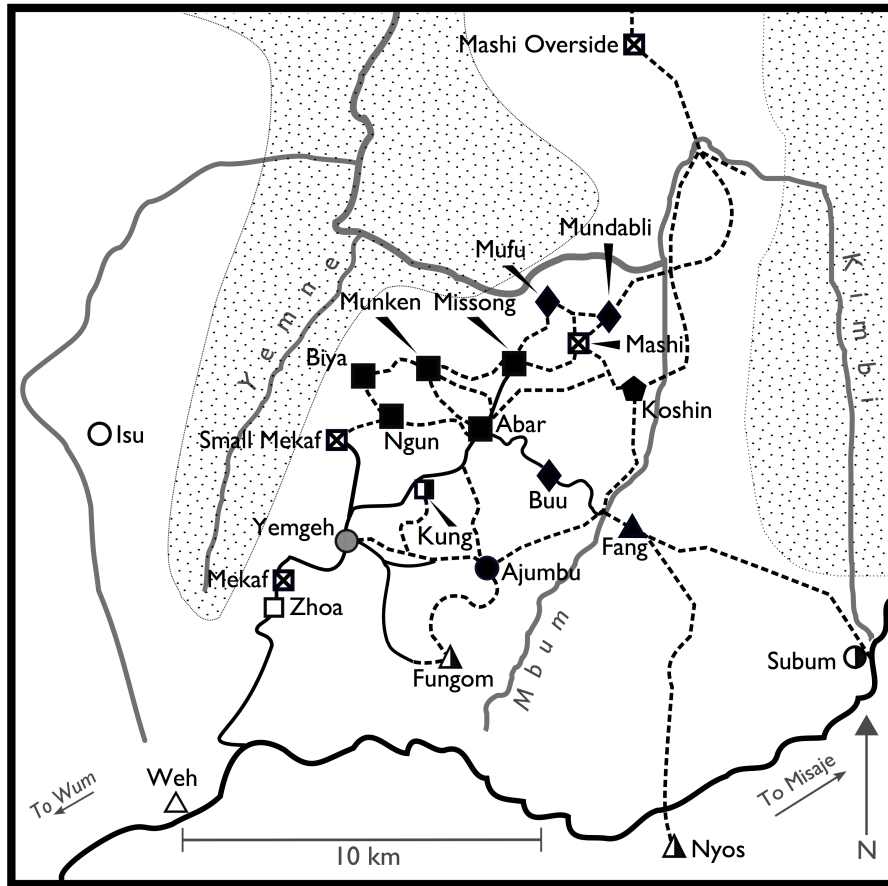 Mashi Overside
Mundabli
Mufu
Kimbi
Yemne
Munken
Missong
Mashi
Biya
Koshin
Isu
Small Mekaf
Ngun
Abar
Buu
Yemgeh
Kung
Fang
Mekaf
Ajumbu
Zhoa
Mbum
Fungom
Subum
To Wum
Weh
To Misaje
10 km
Nyos
N